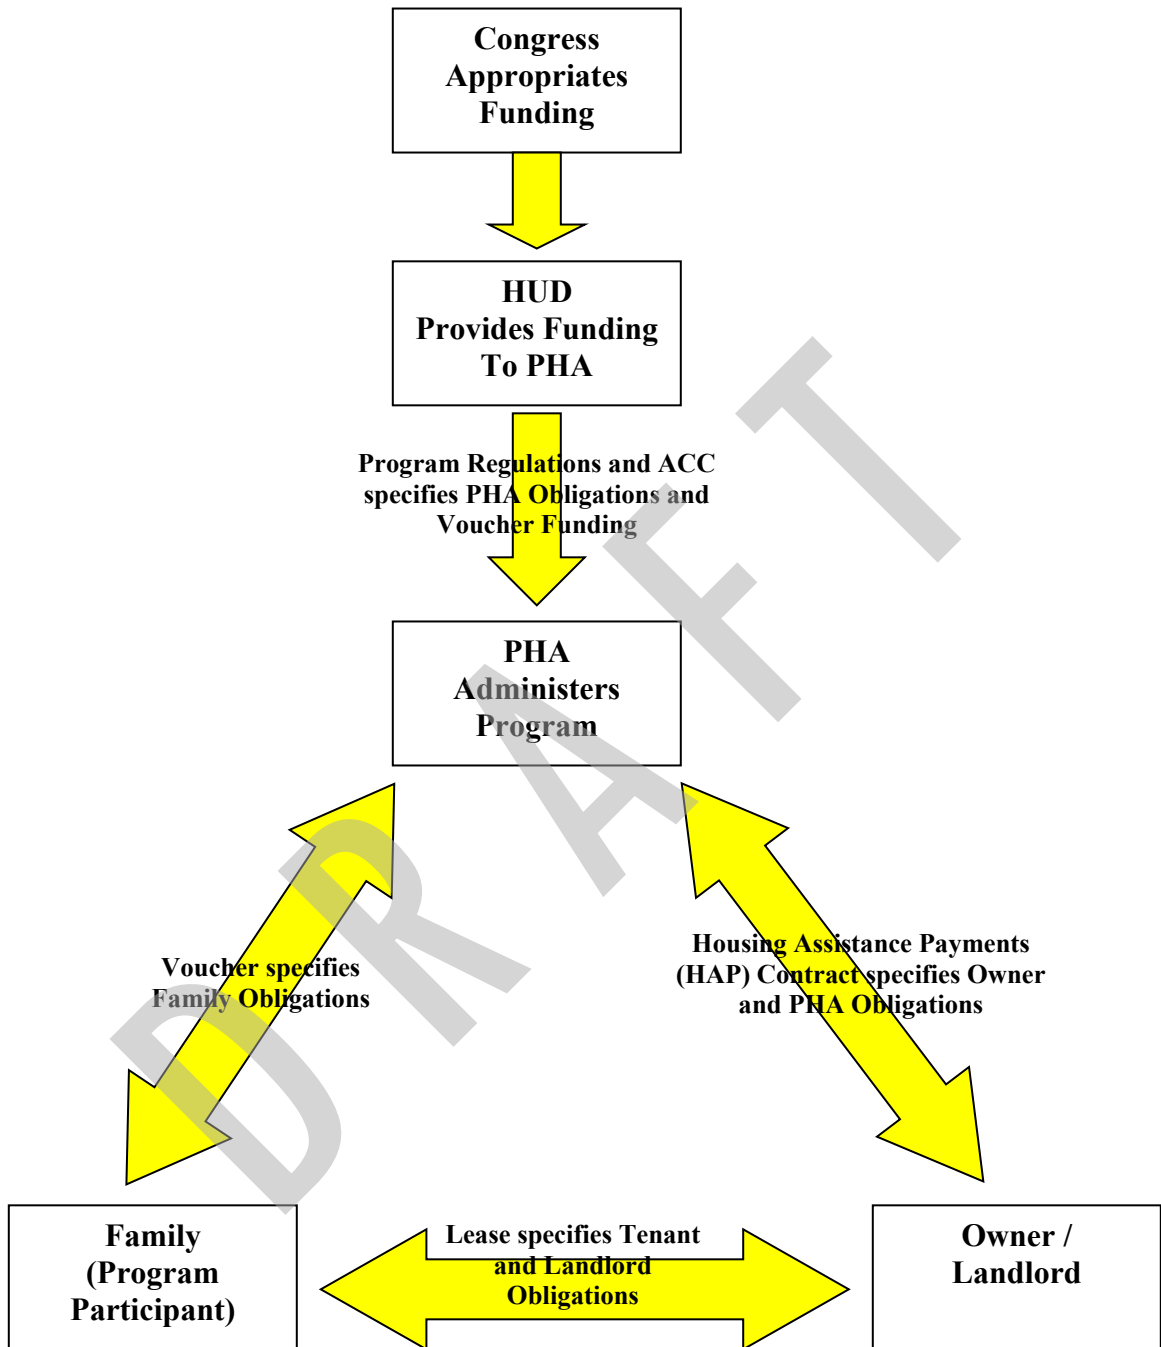 Congress
Appropriates
Funding
HUD
Provides Funding
To PHA
Program Regulations and ACC
specifies PHA Obligations and
Voucher Funding
PHA
Administers
Program
Voucher specifies
Family Obligations
Housing Assistance Payments
(HAP) Contract specifies Owner
and PHA Obligations
Family
(Program
Participant)
Lease specifies Tenant
and Landlord
Obligations
Owner /
Landlord
DRAFT